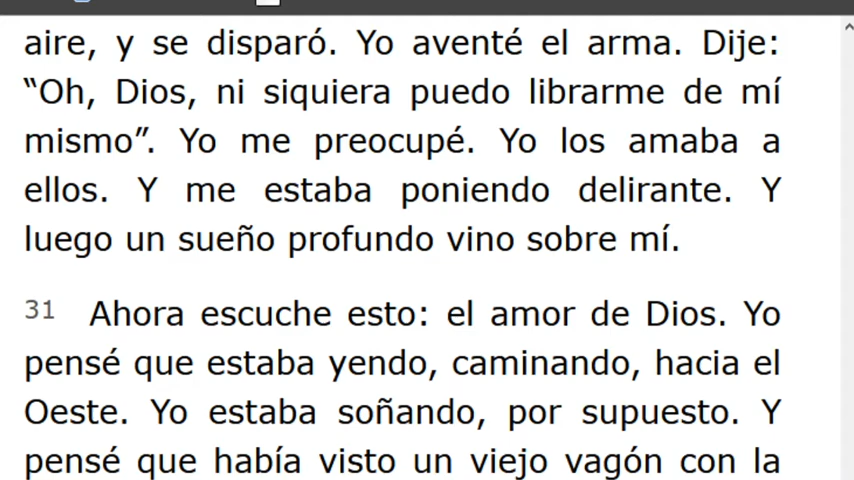 aire, y se disparó. Yo aventé el arma. Dije:
“Oh, Dios, ni siquiera puedo librarme de mí
mismo”. Yo me preocupé. Yo los amaba a
ellos. Y me estaba poniendo delirante. Y
luego un sueño profundo vino sobre mí.
31 Ahora escuche esto: el amor de Dios. Yo
pensé que estaba yendo, caminando, hacia el
Oeste. Yo estaba soñando, por supuesto. Y
pensé que había visto un viejo vagón con la